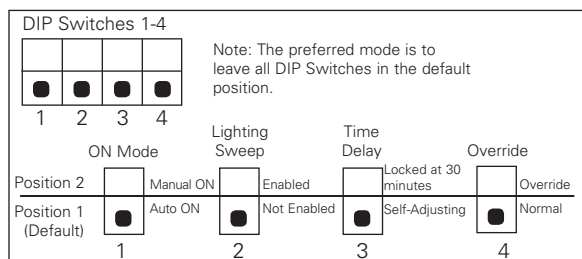 DIP Switches 1-4
Note: The preferred mode is to
leave all DIP Switches in the default
position.
1 2 3 4
ON Mode
Lighting
Sweep
Time
Delay
Override
Position 2
Manual ON
Enabled
Locked at 30
minutes
Override
Position 1
(Default)
Auto ON
Not Enabled
Self-Adjusting
Normal
1 2 3 4